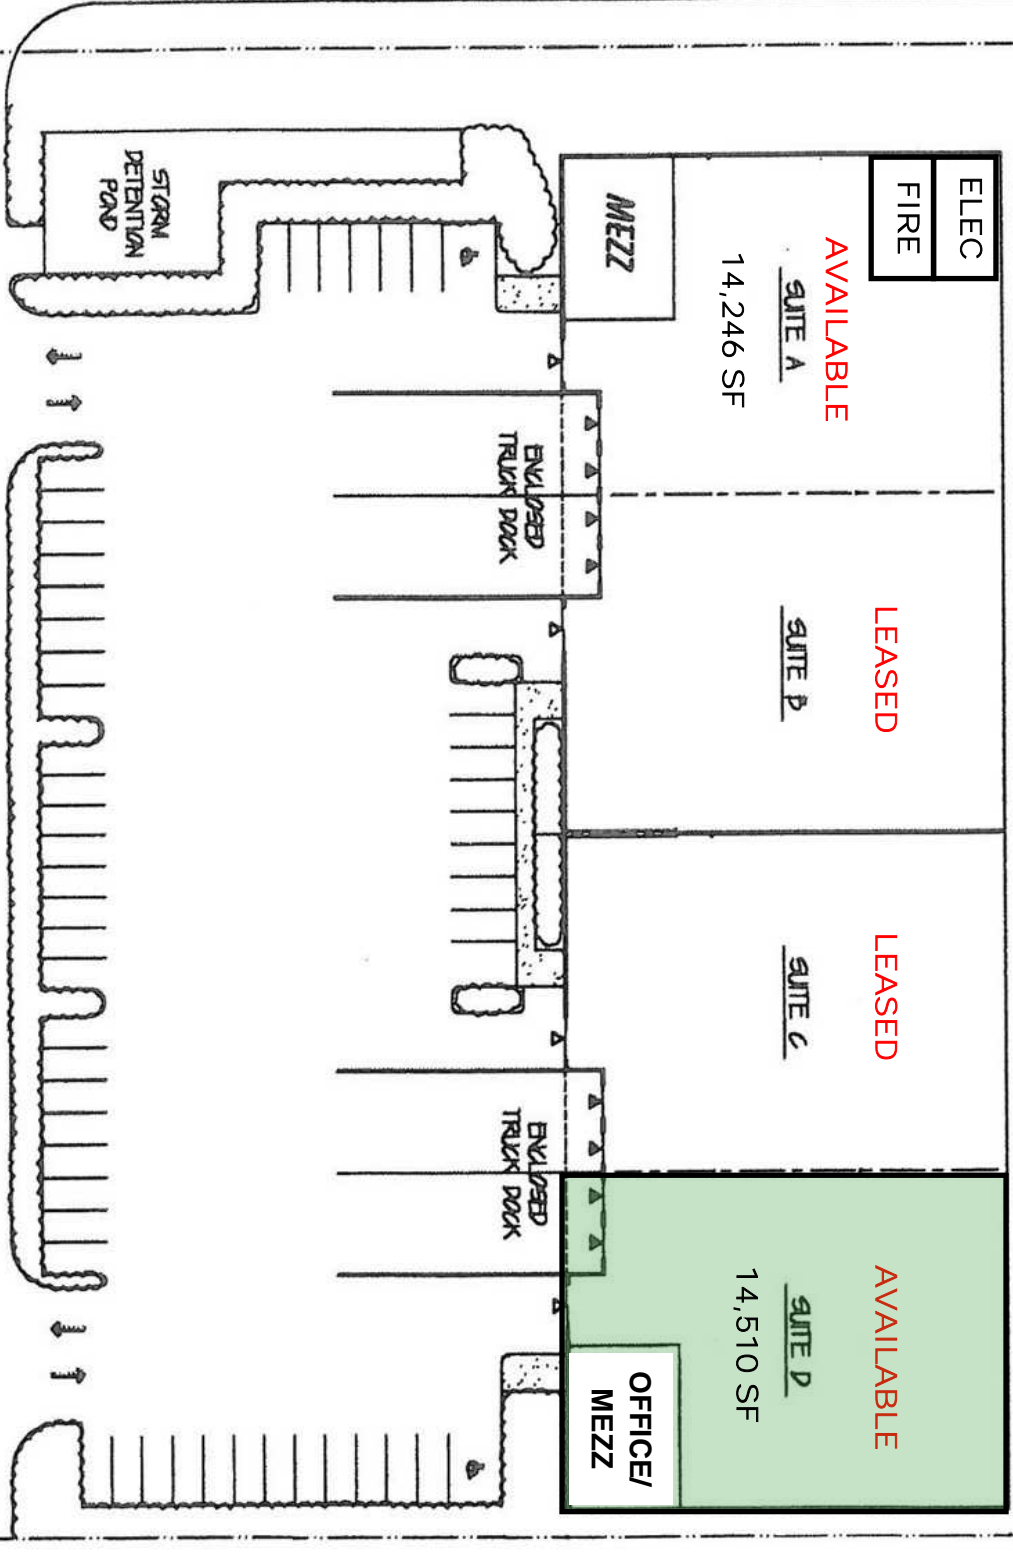 ELEC
FIRE
AVAILABLE
SUITE A
14,246 SF
MEZZ
STORM
DETENTION
POND
ENCLOSED
TRUCK DOCK
LEASED
SUITE B
LEASED
SUITE C
ENCLOSED
TRUCK DOCK
AVAILABLE
SUITE D
14,510 SF
OFFICE/
MEZZ